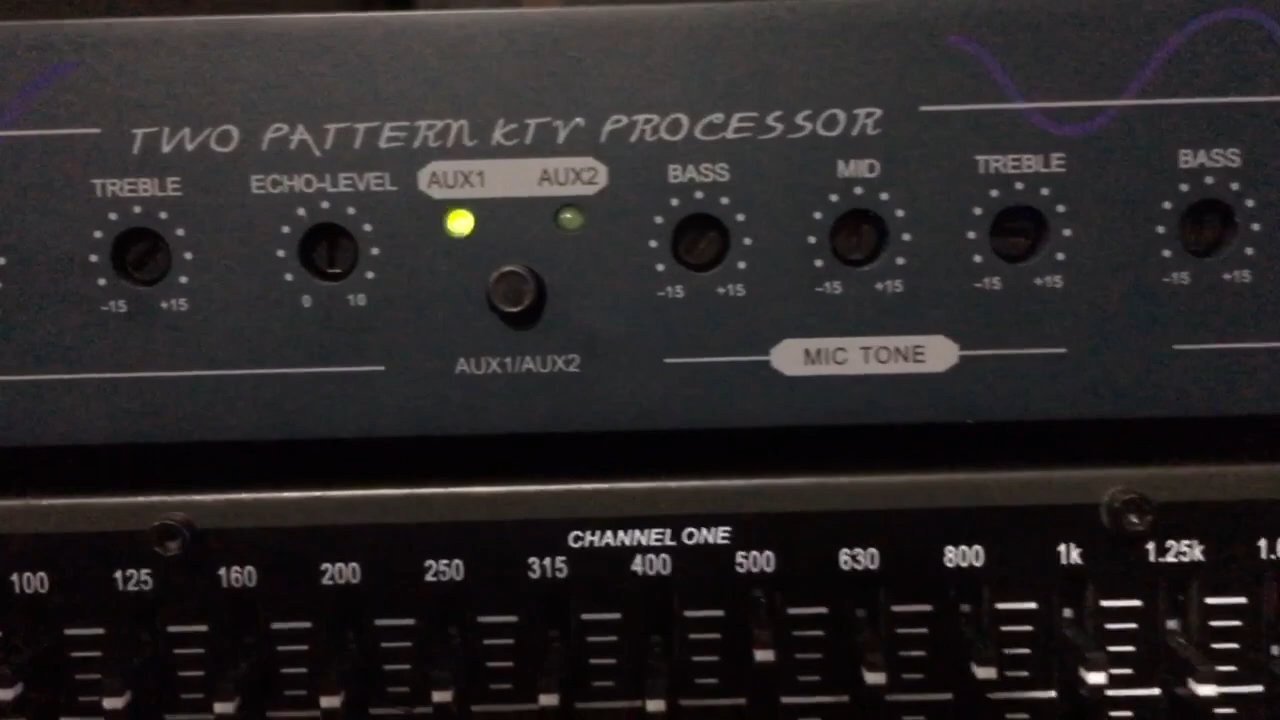 TWO PATTERN KTV PROCESSOR
TREBLE ECHO-LEVEL AUX1 AUX2 BASS MID TREBLE BASS
-15 +15 0 10 -15 +15 -15 +15 -15 +15 -15 +15
AUX1/AUX2 MIC TONE
CHANNEL ONE
100 125 160 200 250 315 400 500 630 800 1k 1.25k